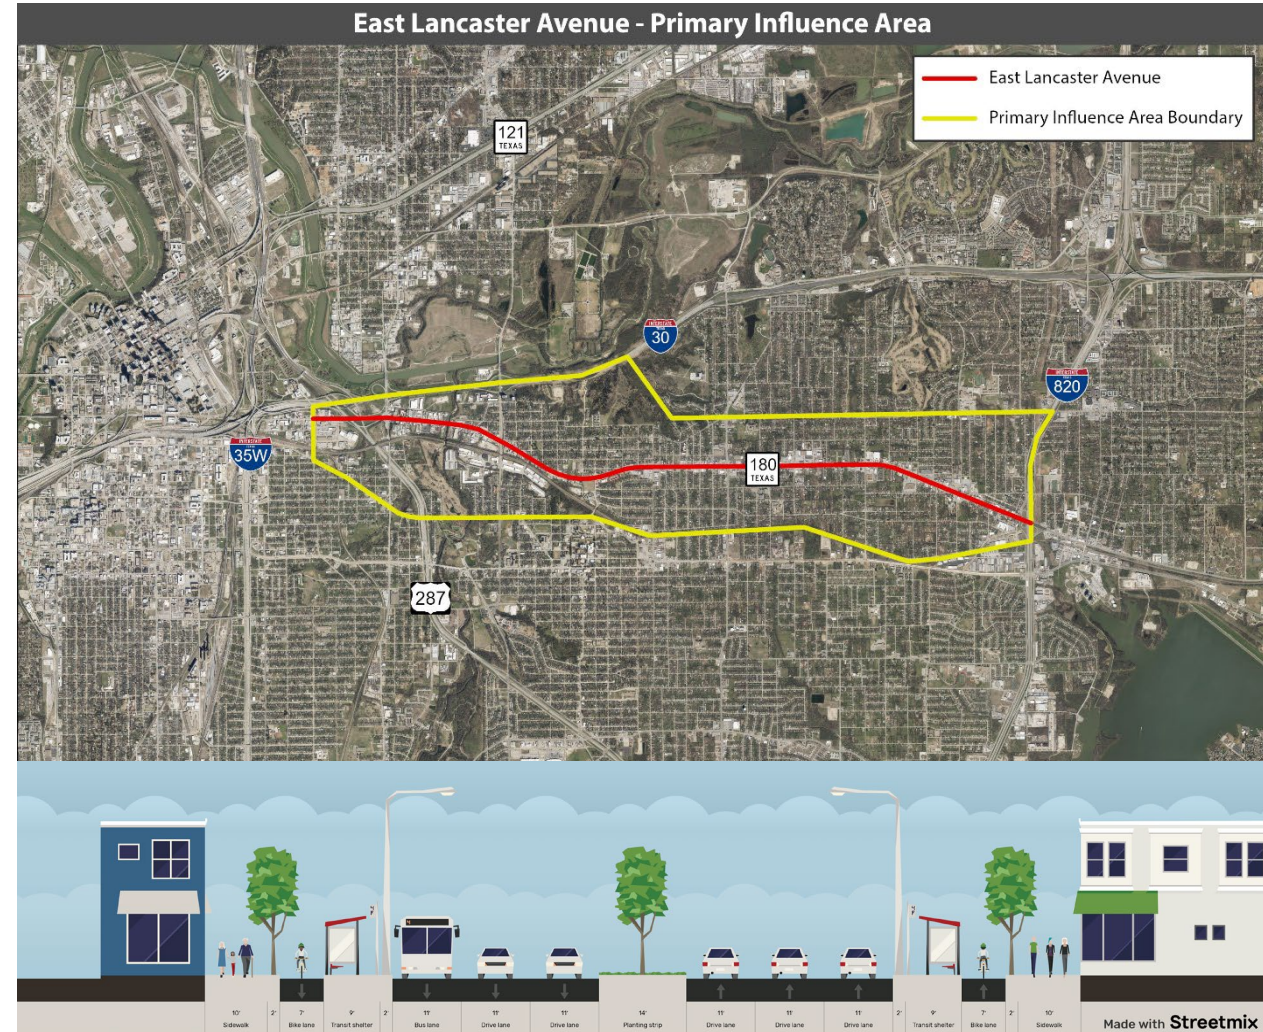 East Lancaster Avenue - Primary Influence Area
East Lancaster Avenue
Primary Influence Area Boundary
121
TEXAS
INTERSTATE
30
INTERSTATE
820
INTERSTATE
35W
180
TEXAS
287
10' 2' 7' 9' 2' 11' 11' 11' 14' 11' 11' 11' 2' 9' 7' 2' 10'
Sidewalk Bike lane Transit shelter Bus lane Drive lane Drive lane Planting strip Drive lane Drive lane Drive lane Transit shelter Bike lane Sidewalk
Made with Streetmix